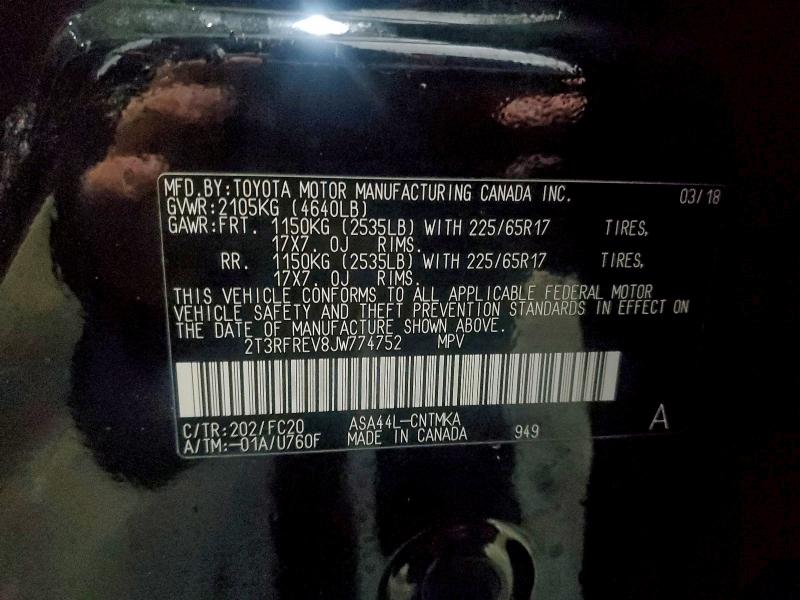 MFD.BY:TOYOTA MOTOR MANUFACTURING CANADA INC. 03/18
GVWR:2105KG (4640LB)
GAWR:FRT. 1150KG (2535LB) WITH 225/65R17 TIRES,
17X7. 0J RIMS.
RR. 1150KG (2535LB) WITH 225/65R17 TIRES,
17X7. 0J RIMS.
THIS VEHICLE CONFORMS TO ALL APPLICABLE FEDERAL MOTOR
VEHICLE SAFETY AND THEFT PREVENTION STANDARDS IN EFFECT ON
THE DATE OF MANUFACTURE SHOWN ABOVE.
2T3RFREV8JW774752 MPV
C/TR:202/FC20 ASA44L-CNTMKA
A/TM:-01A/U760F MADE IN CANADA 949 A